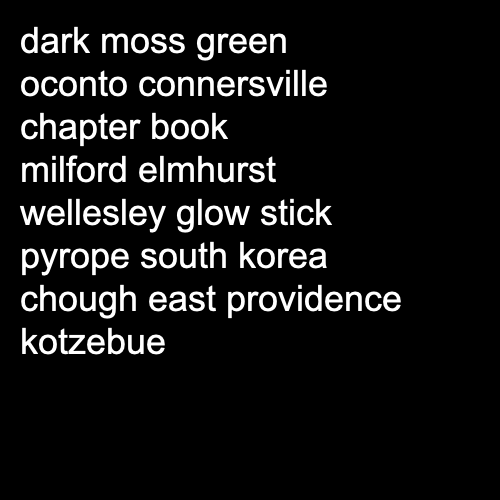 dark moss green
oconto connersville
chapter book
milford elmhurst
wellesley glow stick
pyrope south korea
chough east providence
kotzebue